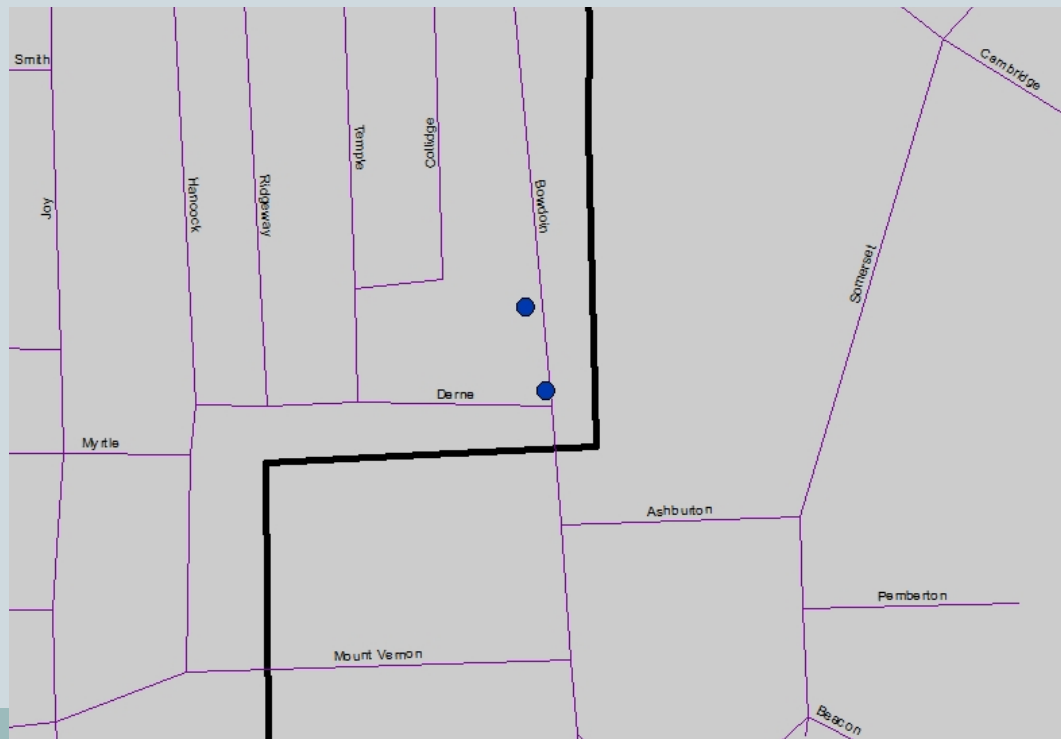 Smith
Cambridge
Temple
Collidge
Joy
Hancock
Ridgeway
Bowdoin
Somerset
Derne
Myrtle
Ashburton
Pemberton
Mount Vernon
Beacon